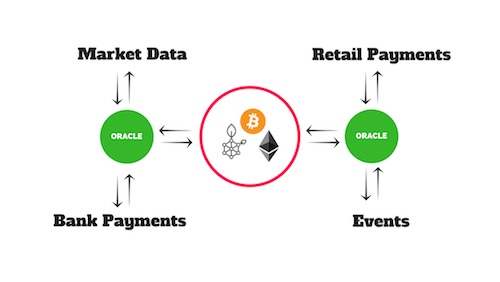 Market Data
Retail Payments
ORACLE
ORACLE
Bank Payments
Events